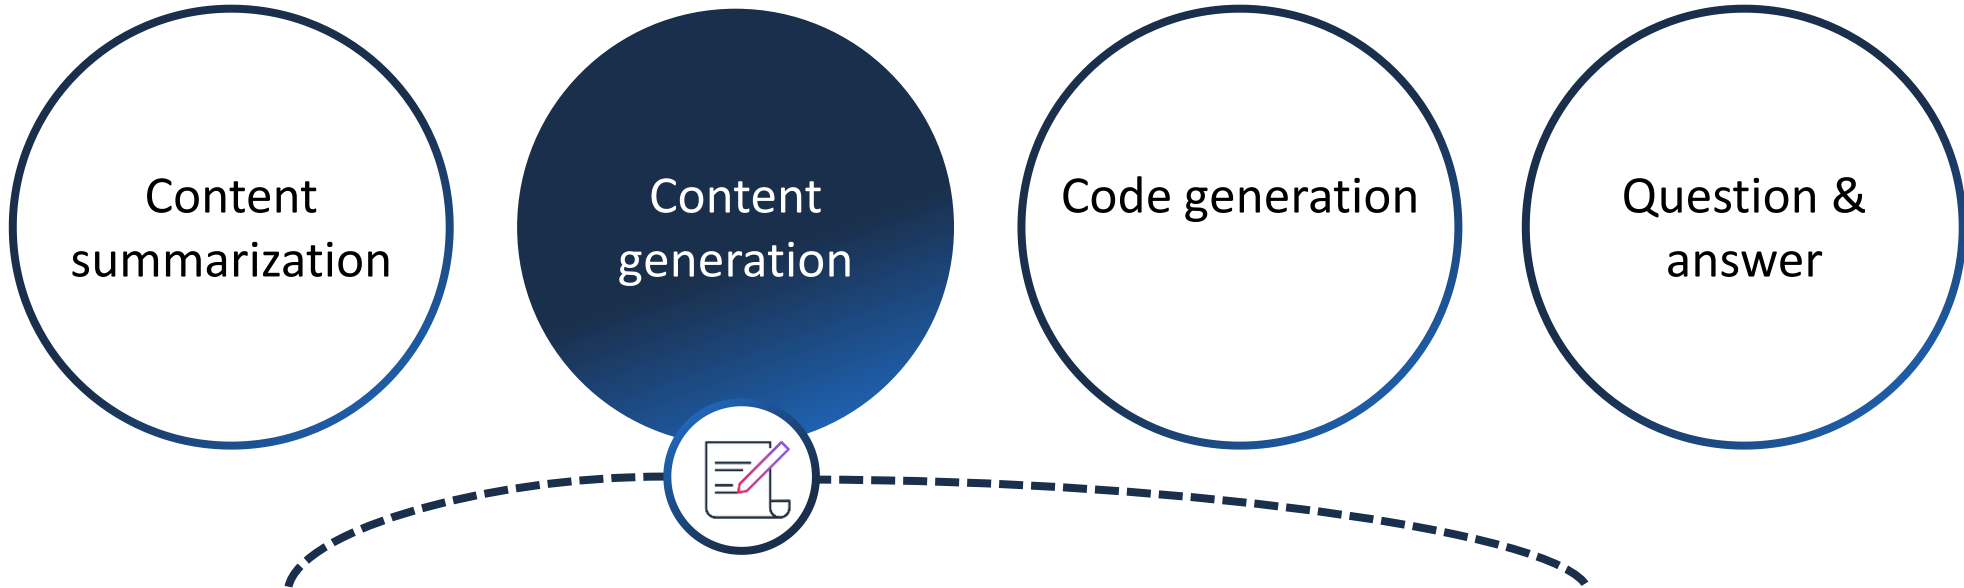 Content
summarization
Content
generation
Code generation
Question &
answer